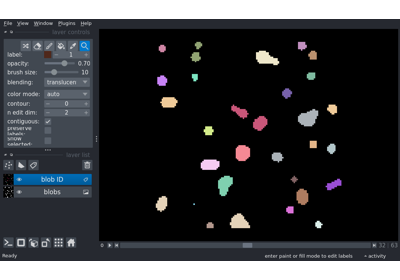 File View Window Plugins Help
layer controls
label: 1
opacity: 0.70
brush size: 10
blending: translucen
color mode: auto
contour: 0
n edit dim: 2
contiguous:
preserve labels:
show selected:
layer list
blob ID
blobs
0 32 63
Ready enter paint or fill mode to edit labels activity